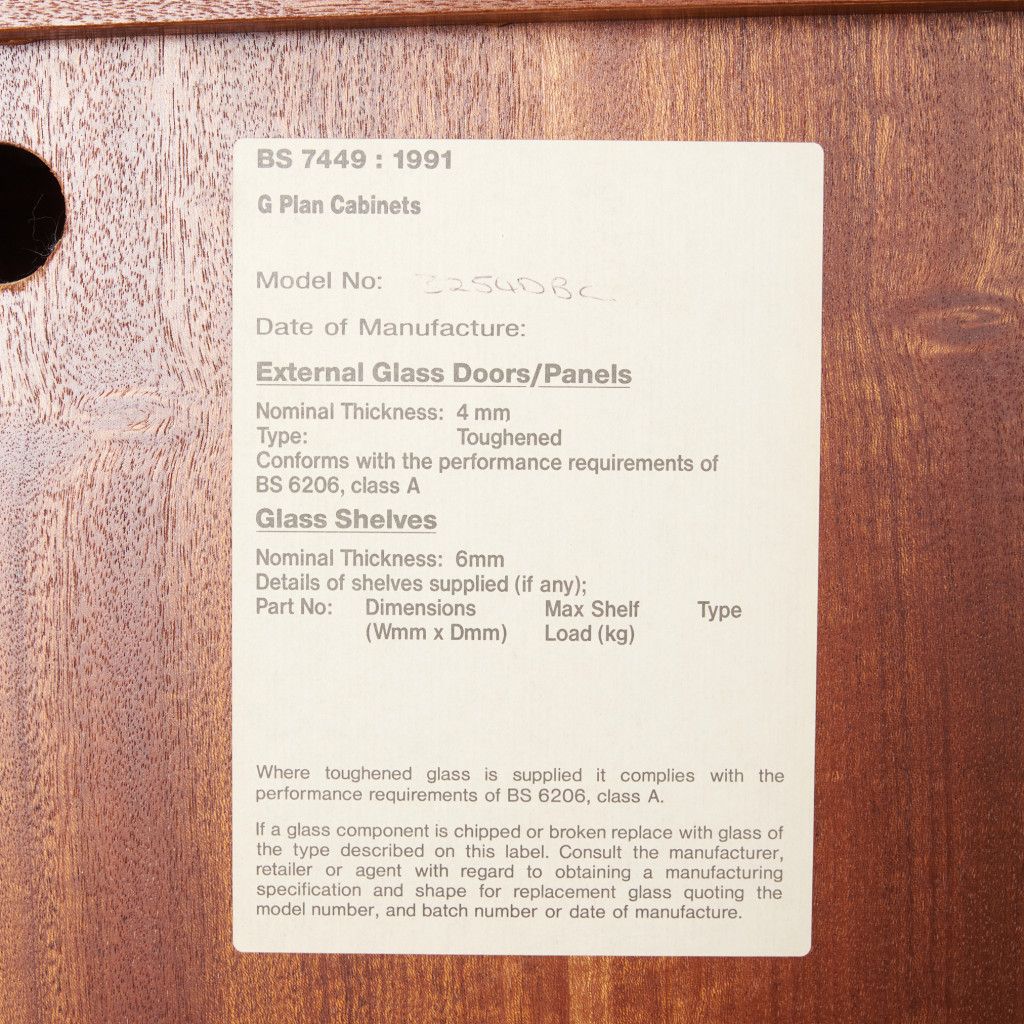 BS 7449 : 1991
G Plan Cabinets
Model No: 3254DBC
Date of Manufacture:
External Glass Doors/Panels
Nominal Thickness: 4 mm
Type: Toughened
Conforms with the performance requirements of
BS 6206, class A
Glass Shelves
Nominal Thickness: 6mm
Details of shelves supplied (if any);
Part No: Dimensions Max Shelf Type
(Wmm x Dmm) Load (kg)
Where toughened glass is supplied it complies with the
performance requirements of BS 6206, class A.
If a glass component is chipped or broken replace with glass of
the type described on this label. Consult the manufacturer,
retailer or agent with regard to obtaining a manufacturing
specification and shape for replacement glass quoting the
model number, and batch number or date of manufacture.